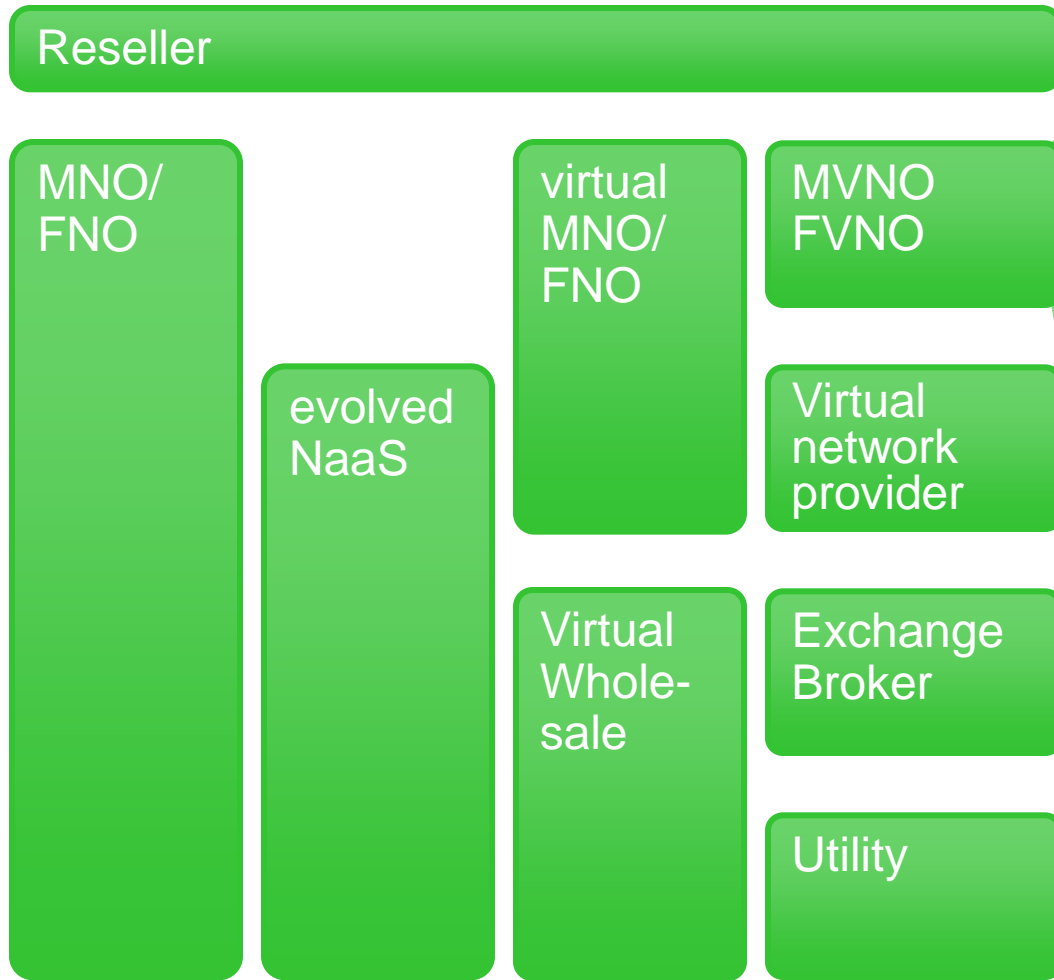 Reseller
MNO/
FNO
evolved
NaaS
virtual
MNO/
FNO
Virtual
Whole-
sale
MVNO
FVNO
Virtual
network
provider
Exchange
Broker
Utility